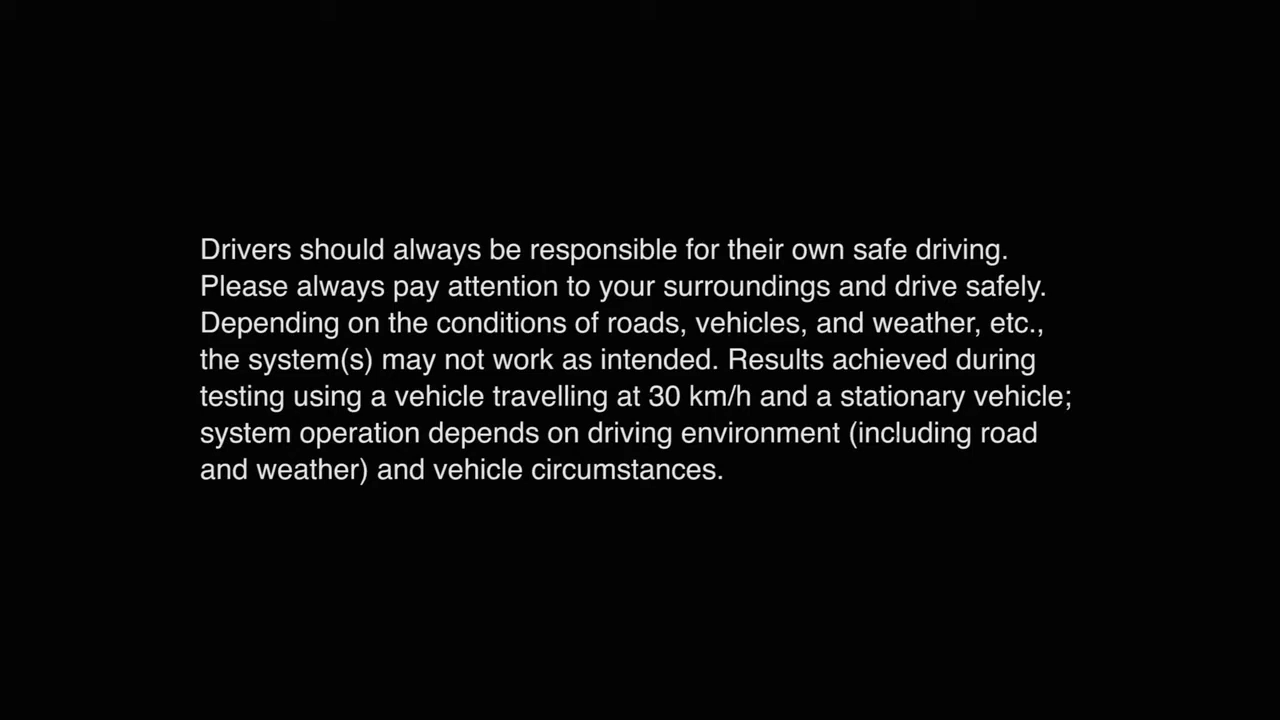 Drivers should always be responsible for their own safe driving.
Please always pay attention to your surroundings and drive safely.
Depending on the conditions of roads, vehicles, and weather, etc.,
the system(s) may not work as intended. Results achieved during
testing using a vehicle travelling at 30 km/h and a stationary vehicle;
system operation depends on driving environment (including road
and weather) and vehicle circumstances.